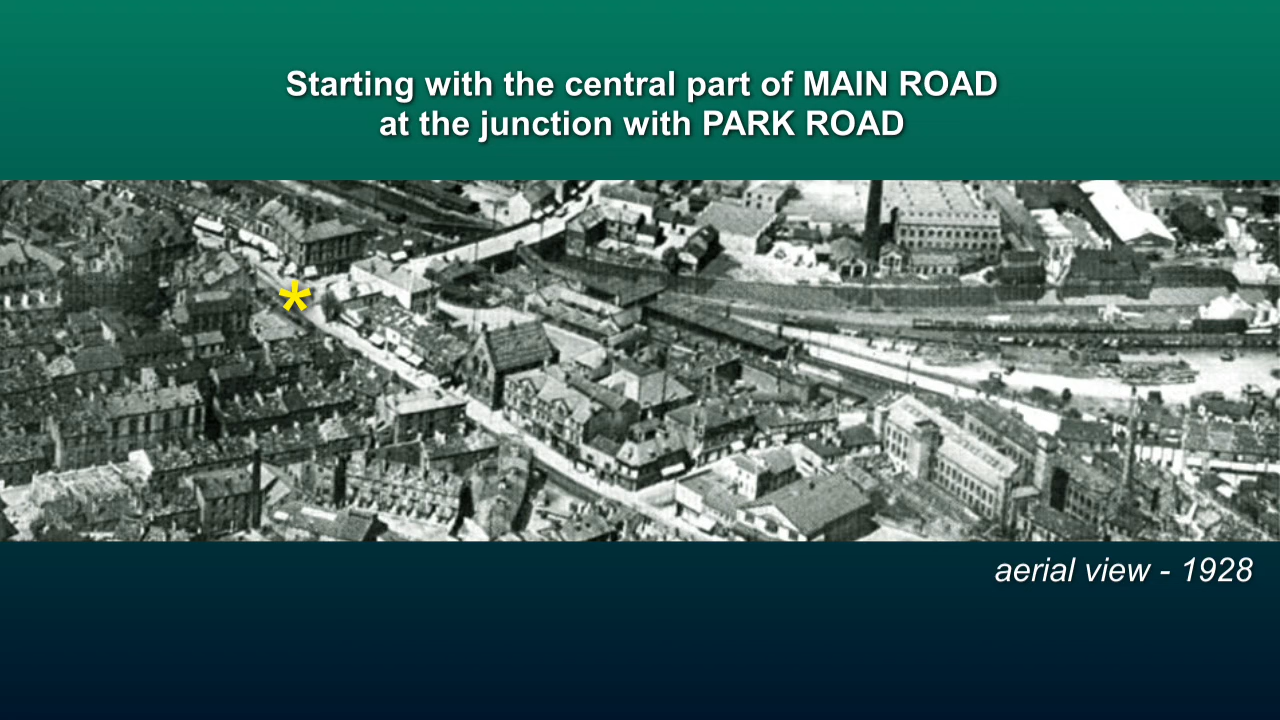 Starting with the central part of MAIN ROAD
at the junction with PARK ROAD
*
aerial view - 1928